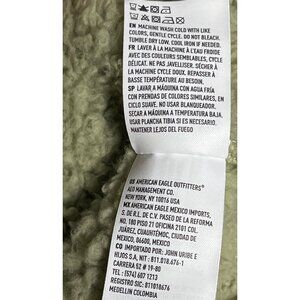 EN MACHINE WASH COLD WITH LIKE
COLORS, GENTLE CYCLE. DO NOT BLEACH.
TUMBLE DRY LOW. COOL IRON IF NEEDED.
FR LAVER À LA MACHINE À L'EAU FROIDE
AVEC DES COULEURS SEMBLABLES, CYCLE
DÉLICAT. NE PAS JAVELLISER. SÉCHER À
LA MACHINE CYCLE DOUX. REPASSER À
BASSE TEMPÉRATURE AU BESOIN.
SP LAVAR A MÁQUINA CON AGUA FRÍA
CON PRENDAS DE COLORES SIMILARES, EN
CICLO SUAVE. NO USAR BLANQUEADOR.
SECAR A MÁQUINA A TEMPERATURA BAJA.
USAR PLANCHA TIBIA SI ES NECESARIO.
MANTENER LEJOS DEL FUEGO
US AMERICAN EAGLE OUTFITTERS®
AEO MANAGEMENT CO.
NEW YORK, NY 10016 USA
MX AMERICAN EAGLE MEXICO IMPORTS,
S. DE R.L. DE C.V. PASEO DE LA REFORMA
NO. 180 PISO 21 OFICINA 2101 COL.
JUÁREZ, CUAUHTÉMOC, CIUDAD DE
MÉXICO, 06600, MÉXICO
CO IMPORTADO POR: JOHN URIBE E
HIJOS S.A, NIT : 811.018.676-1
CARRERA 52 # 19-80
TEL: (574) 607 1213
REGISTRO SIC: 811018676
MEDELLIN COLOMBIA